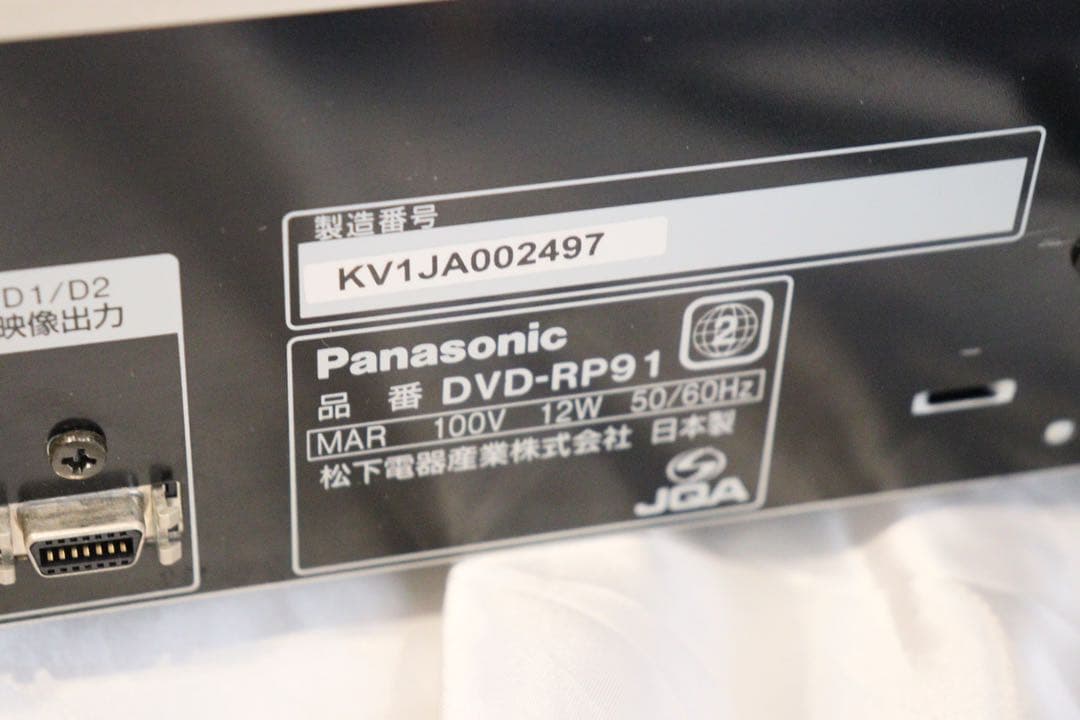 製造番号
KV1JA002497
D1/D2
映像出力
Panasonic
2
品 番 DVD-RP91
MAR 100V 12W 50/60Hz
松下電器産業株式会社 日本製
JQA